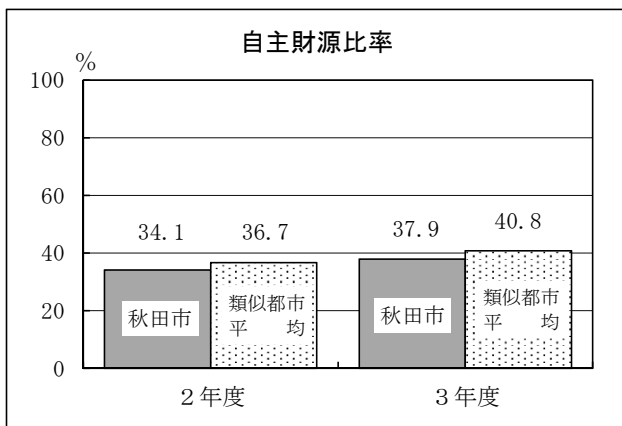 自主財源比率
%
100
80
60
40
20
0
34.1
36.7
37.9
40.8
秋田市
類似都市
平　均
秋田市
類似都市
平　均
２年度
３年度